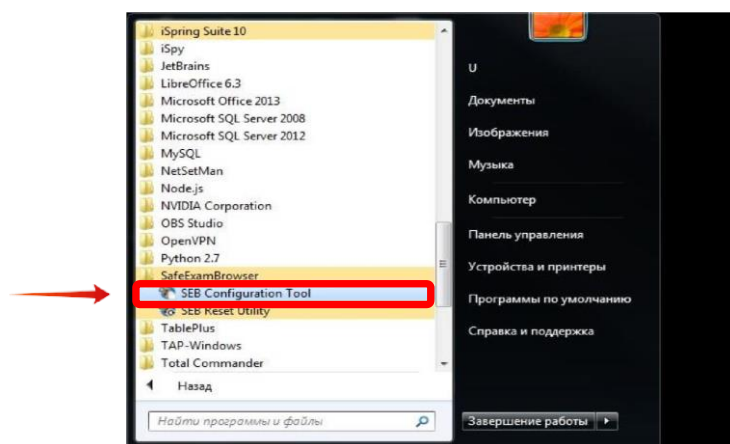 iSpring Suite 10
iSpy
JetBrains
LibreOffice 6.3
Microsoft Office 2013
Microsoft SQL Server 2008
Microsoft SQL Server 2012
MySQL
NetSetMan
Node.js
NVIDIA Corporation
OBS Studio
OpenVPN
Python 2.7
SafeExamBrowser
SEB Configuration Tool
SEB Reset Utility
TablePlus
TAP-Windows
Total Commander
Назад
Найти программы и файлы
U
Документы
Изображения
Музыка
Компьютер
Панель управления
Устройства и принтеры
Программы по умолчанию
Справка и поддержка
Завершение работы